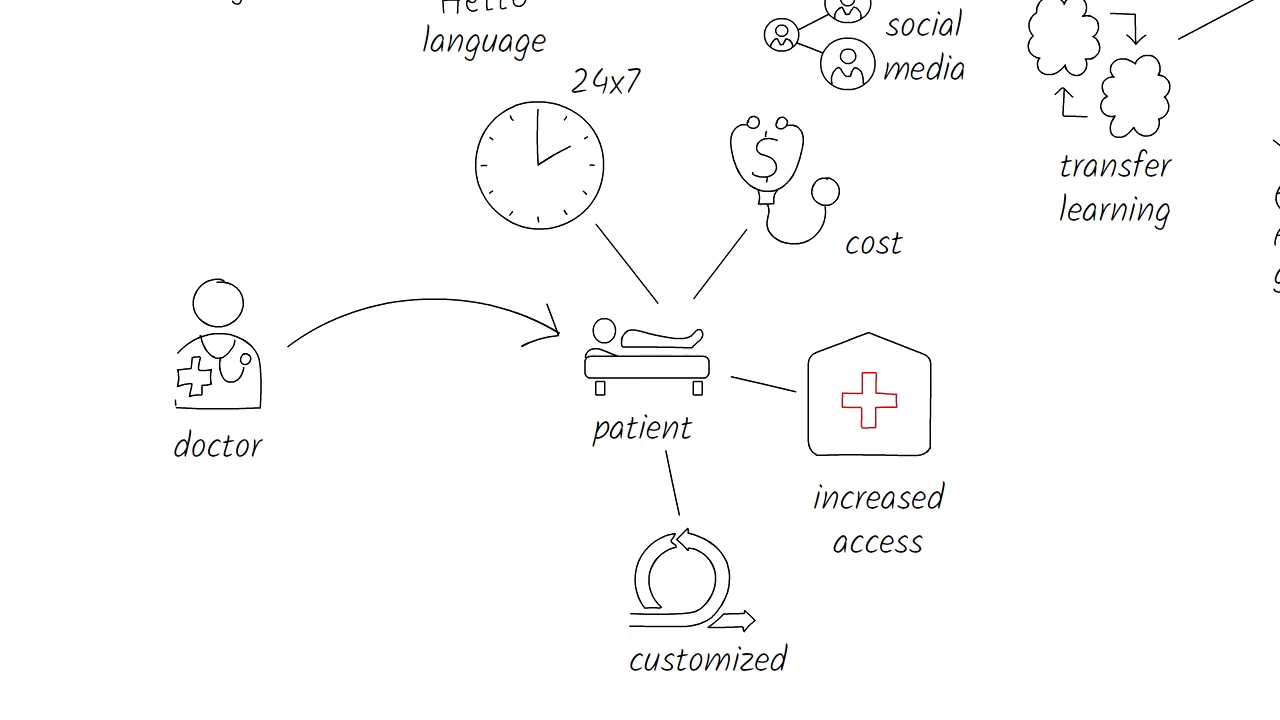 Hello
language
social
media
24x7
$
cost
transfer
learning
doctor
patient
increased
access
customized